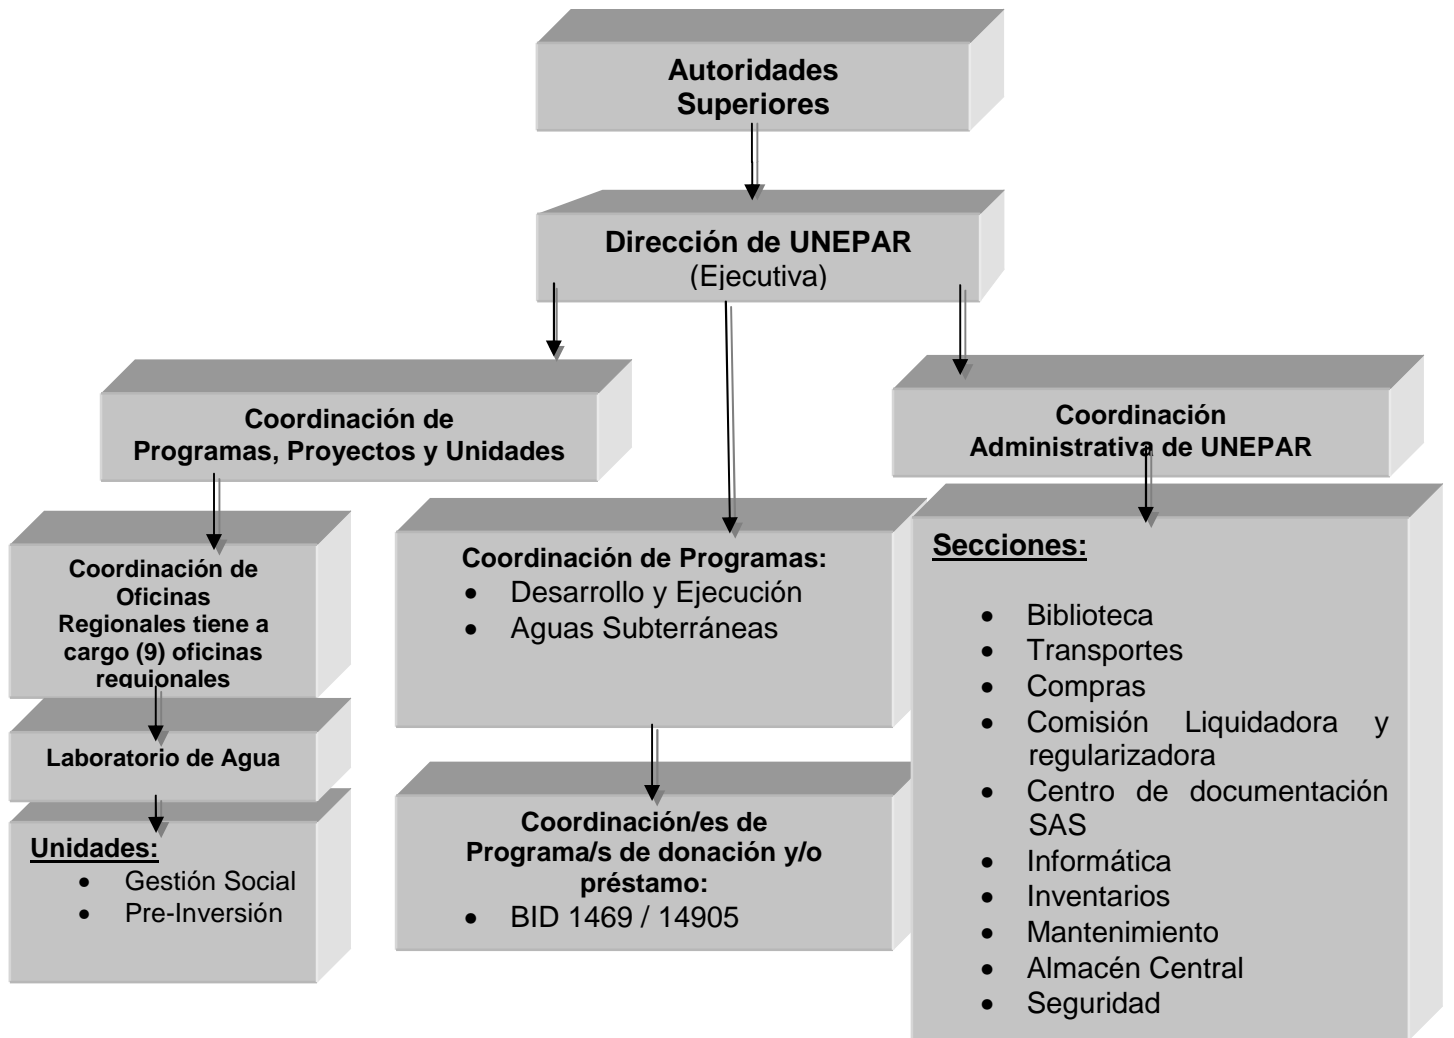 Autoridades
Superiores
Dirección de UNEPAR
(Ejecutiva)
Coordinación de
Programas, Proyectos y Unidades
Coordinación
Administrativa de UNEPAR
Coordinación de
Oficinas
Regionales tiene a
cargo (9) oficinas
requionales
Laboratorio de Agua
Unidades:
• Gestión Social
• Pre-Inversión
Coordinación de Programas:
• Desarrollo y Ejecución
• Aguas Subterráneas
Coordinación/es de
Programa/s de donación y/o
préstamo:
• BID 1469 / 14905
Secciones:
• Biblioteca
• Transportes
• Compras
• Comisión Liquidadora y
regularizadora
• Centro de documentación
SAS
• Informática
• Inventarios
• Mantenimiento
• Almacén Central
• Seguridad